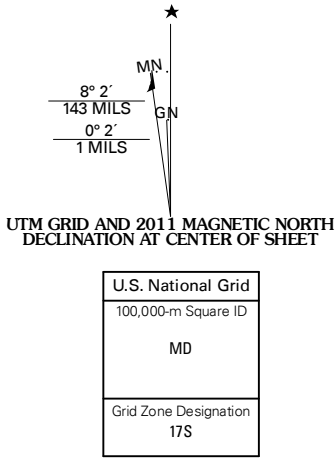 ★
MN
8° 2´
143 MILS
GN
0° 2´
1 MILS
UTM GRID AND 2011 MAGNETIC NORTH
DECLINATION AT CENTER OF SHEET
U.S. National Grid
100,000-m Square ID
MD
Grid Zone Designation
17S